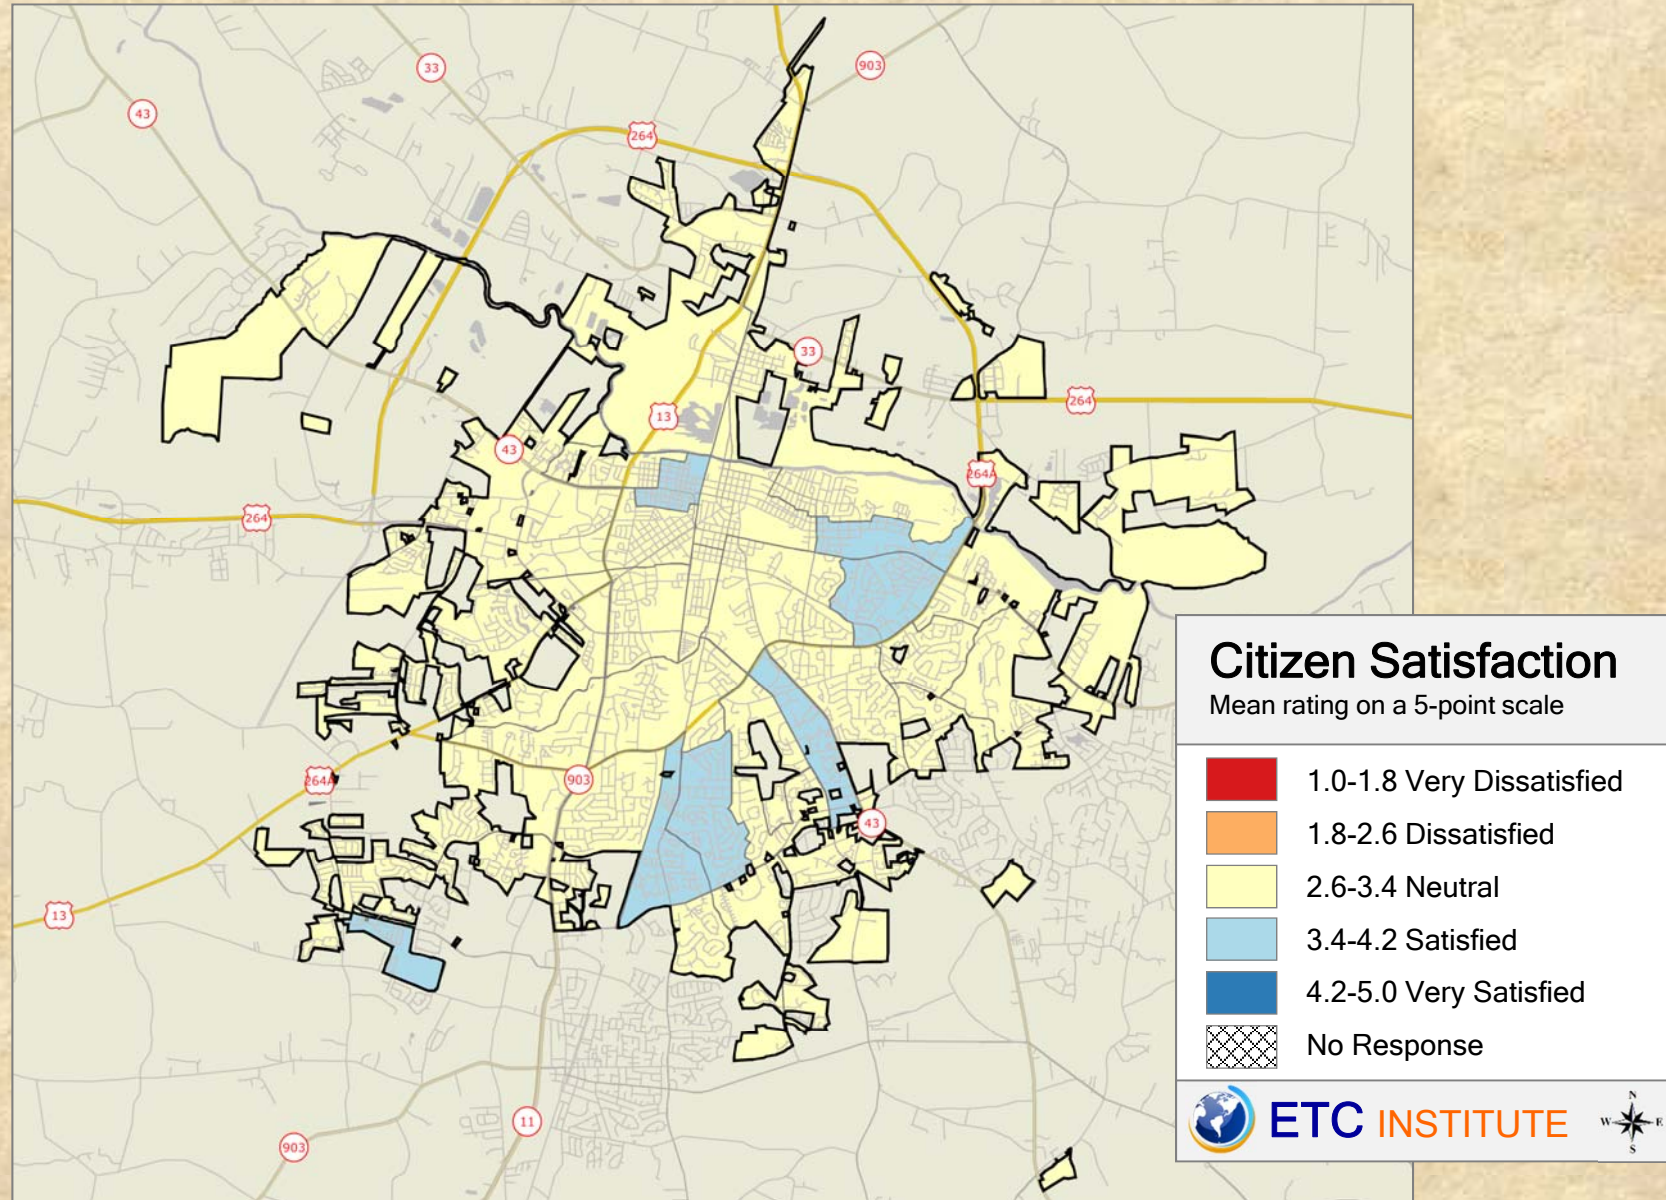 33
903
43
264
33
264
13
43
264A
264
903
264A
43
13
11
903
Citizen Satisfaction
Mean rating on a 5-point scale
1.0-1.8 Very Dissatisfied
1.8-2.6 Dissatisfied
2.6-3.4 Neutral
3.4-4.2 Satisfied
4.2-5.0 Very Satisfied
No Response
ETC INSTITUTE
N
W E
S